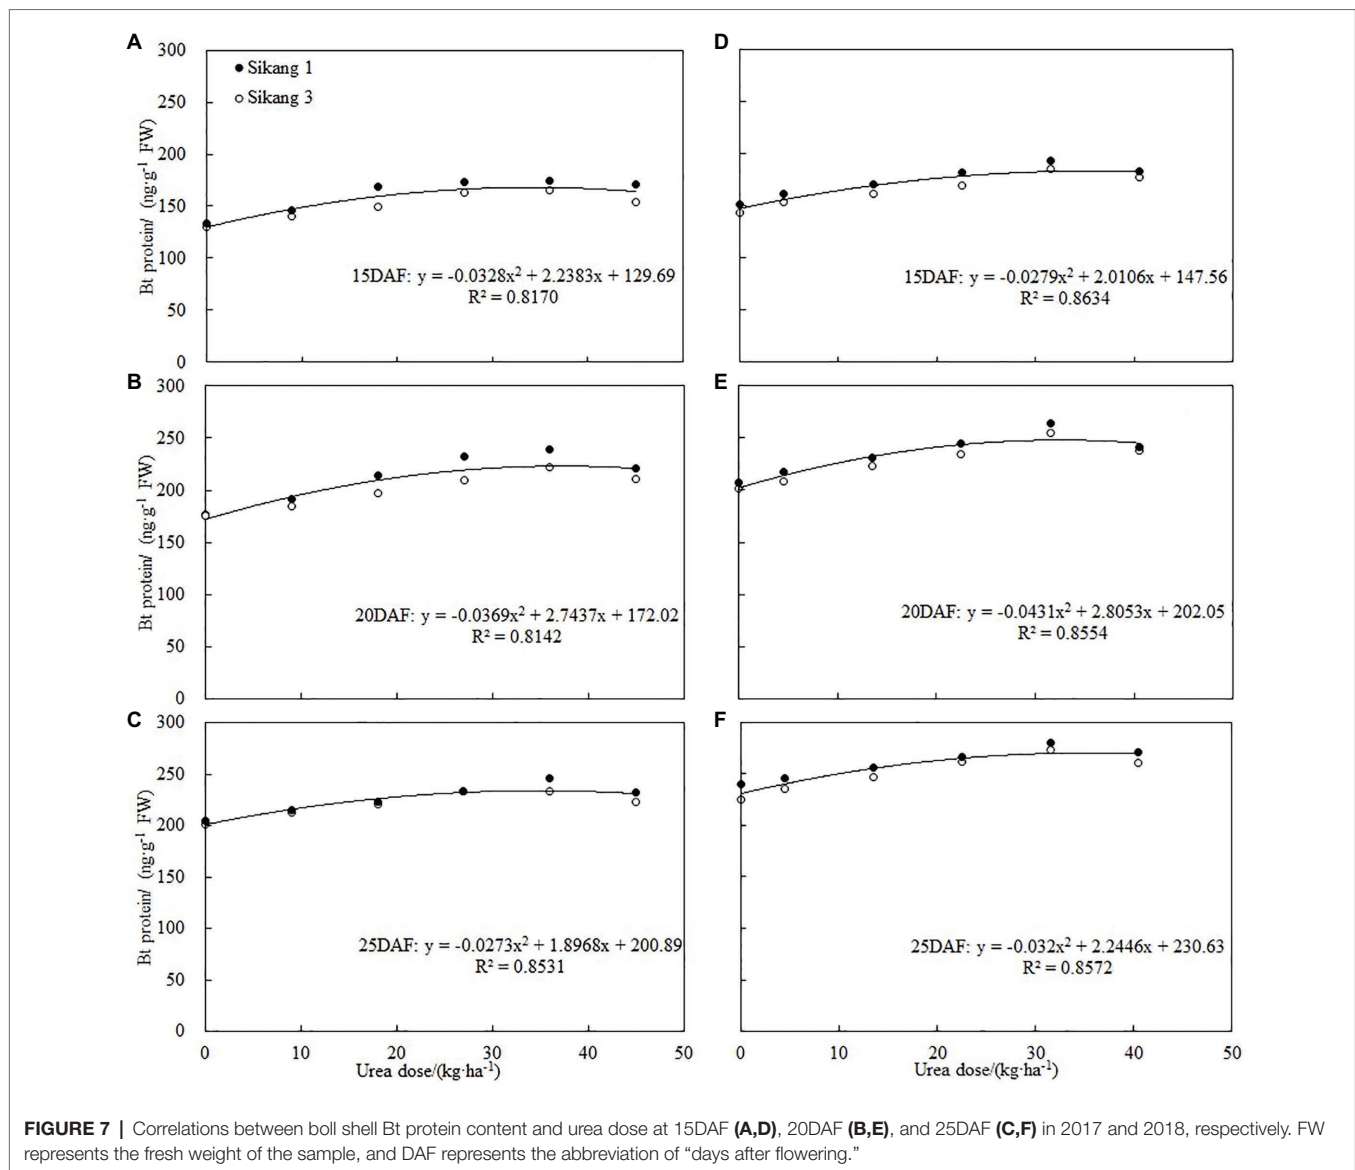 A
300
250
200
150
100
50
0
Bt protein/ (ng·g⁻¹ FW)
Sikang 1
Sikang 3
15DAF: y = -0.0328x² + 2.2383x + 129.69
R² = 0.8170
D
15DAF: y = -0.0279x² + 2.0106x + 147.56
R² = 0.8634
B
300
250
200
150
100
50
0
Bt protein/ (ng·g⁻¹ FW)
20DAF: y = -0.0369x² + 2.7437x + 172.02
R² = 0.8142
E
20DAF: y = -0.0431x² + 2.8053x + 202.05
R² = 0.8554
C
300
250
200
150
100
50
0
Bt protein/ (ng·g⁻¹ FW)
25DAF: y = -0.0273x² + 1.8968x + 200.89
R² = 0.8531
0 10 20 30 40 50
Urea dose/(kg·ha⁻¹)
F
25DAF: y = -0.032x² + 2.2446x + 230.63
R² = 0.8572
0 10 20 30 40 50
Urea dose/(kg·ha⁻¹)
FIGURE 7 | Correlations between boll shell Bt protein content and urea dose at 15DAF (A,D), 20DAF (B,E), and 25DAF (C,F) in 2017 and 2018, respectively. FW
represents the fresh weight of the sample, and DAF represents the abbreviation of “days after flowering.”